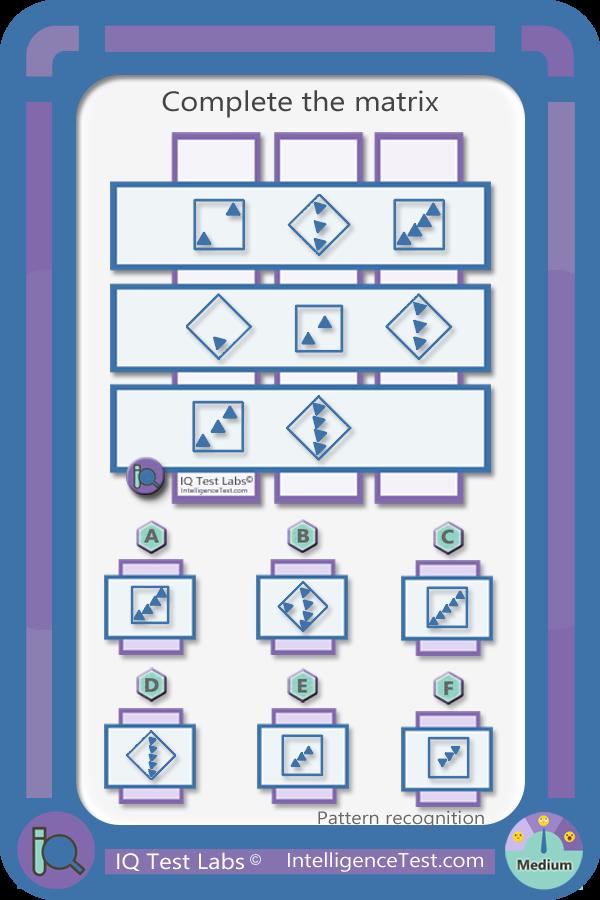 Complete the matrix
IQ Test Labs©
IntelligenceTest.com
A
B
C
D
E
F
Pattern recognition
IQ Test Labs © IntelligenceTest.com
Medium